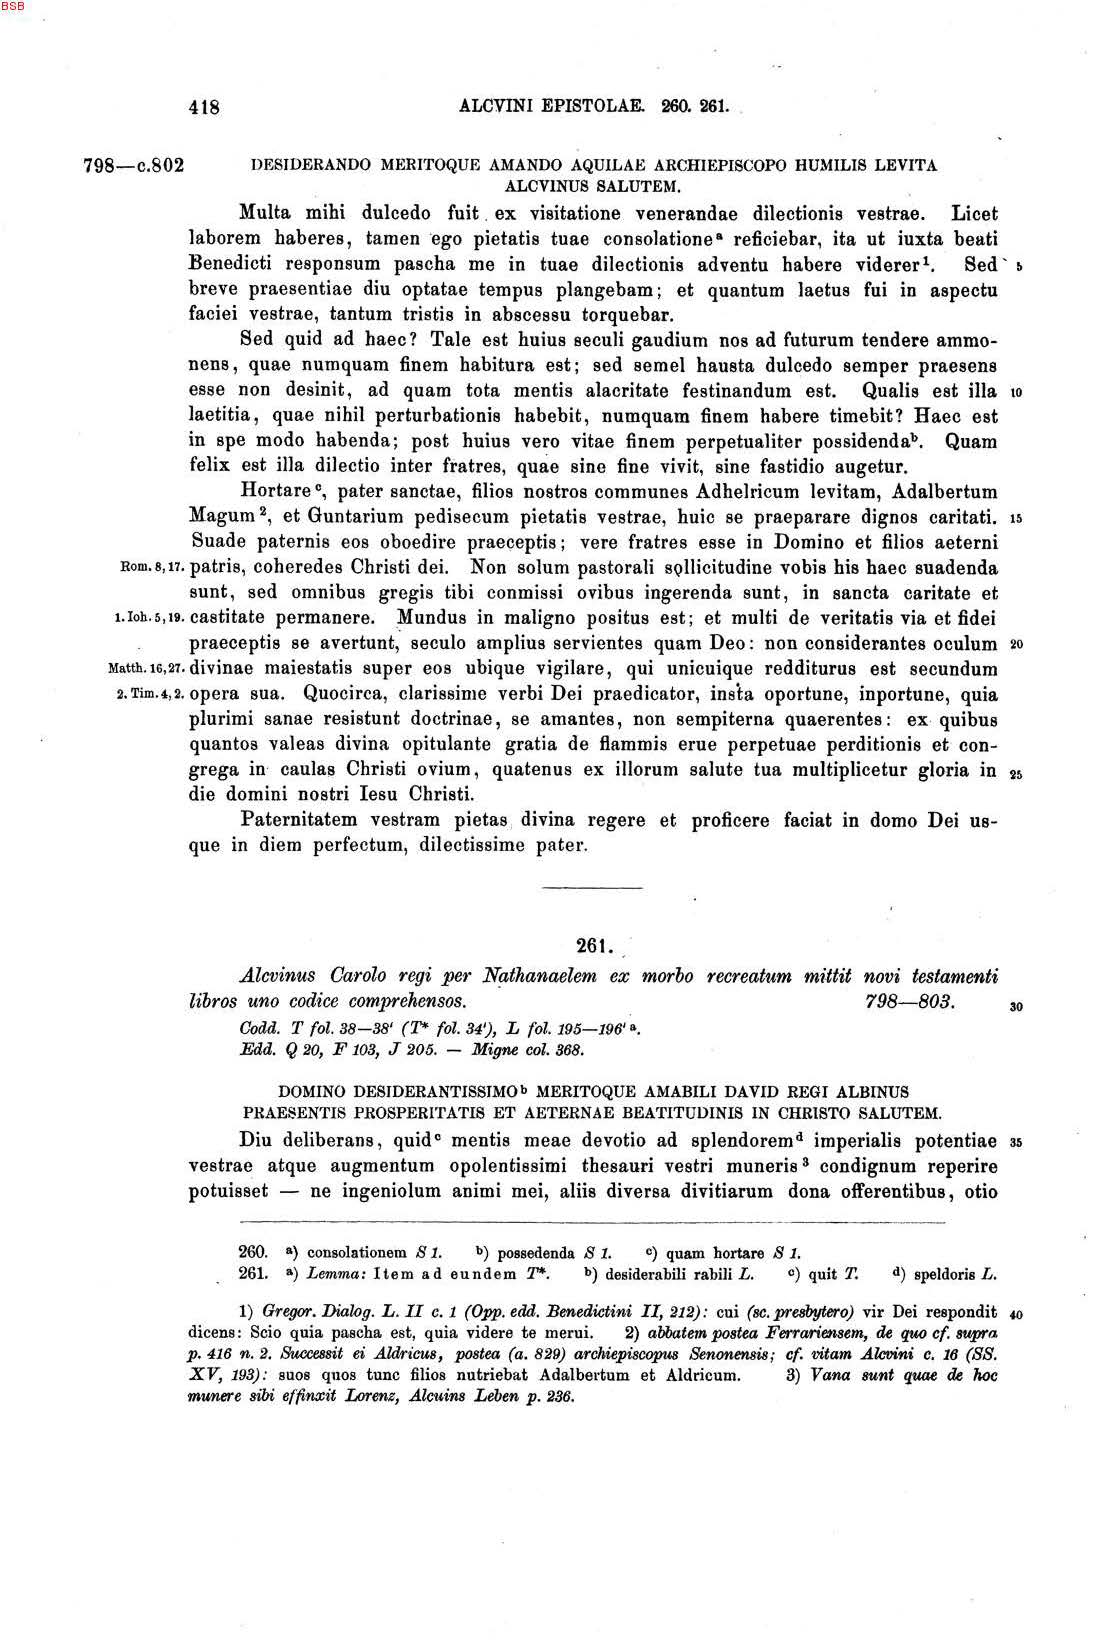 BSB
418 ALCVINI EPISTOLAE. 260. 261.
798—c.802 DESIDERANDO MERITOQUE AMANDO AQUILAE ARCHIEPISCOPO HUMILIS LEVITA
ALCVINUS SALUTEM.
Multa mihi dulcedo fuit ex visitatione venerandae dilectionis vestrae. Licet
laborem haberes, tamen ego pietatis tuae consolatione a reficiebar, ita ut iuxta beati
Benedicti responsum pascha me in tuae dilectionis adventu habere viderer 1. Sed 5
breve praesentiae diu optatae tempus plangebam; et quantum laetus fui in aspectu
faciei vestrae, tantum tristis in abscessu torquebar.
Sed quid ad haec? Tale est huius seculi gaudium nos ad futurum tendere ammo-
nens, quae numquam finem habitura est; sed semel hausta dulcedo semper praesens
esse non desinit, ad quam tota mentis alacritate festinandum est. Qualis est illa 10
laetitia, quae nihil perturbationis habebit, numquam finem habere timebit? Haec est
in spe modo habenda; post huius vero vitae finem perpetualiter possidenda b. Quam
felix est illa dilectio inter fratres, quae sine fine vivit, sine fastidio augetur.
Hortare c, pater sanctae, filios nostros communes Adhelricum levitam, Adalbertum
Magum 2, et Guntarium pedisecum pietatis vestrae, huic se praeparare dignos caritati. 15
Suade paternis eos oboedire praeceptis; vere fratres esse in Domino et filios aeterni
Rom. 8,17. patris, coheredes Christi dei. Non solum pastorali sollicitudine vobis his haec suadenda
sunt, sed omnibus gregis tibi conmissi ovibus ingerenda sunt, in sancta caritate et
1. Ioh. 5,19. castitate permanere. Mundus in maligno positus est; et multi de veritatis via et fidei
praeceptis se avertunt, seculo amplius servientes quam Deo: non considerantes oculum 20
Matth. 16,27. divinae maiestatis super eos ubique vigilare, qui unicuique redditurus est secundum
2. Tim. 4, 2. opera sua. Quocirca, clarissime verbi Dei praedicator, insta oportune, inportune, quia
plurimi sanae resistunt doctrinae, se amantes, non sempiterna quaerentes: ex quibus
quantos valeas divina opitulante gratia de flammis erue perpetuae perditionis et con-
grega in caulas Christi ovium, quatenus ex illorum salute tua multiplicetur gloria in 25
die domini nostri Iesu Christi.
Paternitatem vestram pietas divina regere et proficere faciat in domo Dei us-
que in diem perfectum, dilectissime pater.
261.
Alcvinus Carolo regi per Nathanaelem ex morbo recreatum mittit novi testamenti
libros uno codice comprehensos. 798—803. 30
Codd. T fol. 38—38' (T* fol. 34'), L fol. 195—196' a.
Edd. Q 20, F 103, J 205. — Migne col. 368.
DOMINO DESIDERANTISSIMO b MERITOQUE AMABILI DAVID REGI ALBINUS
PRAESENTIS PROSPERITATIS ET AETERNAE BEATITUDINIS IN CHRISTO SALUTEM.
Diu deliberans, quid c mentis meae devotio ad splendorem d imperialis potentiae 35
vestrae atque augmentum opolentissimi thesauri vestri muneris 3 condignum reperire
potuisset — ne ingeniolum animi mei, aliis diversa divitiarum dona offerentibus, otio
260. a) consolationem S 1. b) possedenda S 1. c) quam hortare S 1.
261. a) Lemma: Item ad eundem T*. b) desiderabili rabili L. c) quit T. d) speldoris L.
1) Gregor. Dialog. L. II c. 1 (Opp. edd. Benedictini II, 212): cui (sc. presbytero) vir Dei respondit 40
dicens: Scio quia pascha est, quia videre te merui. 2) abbatem postea Ferrariensem, de quo cf. supra
p. 416 n. 2. Successit ei Aldricus, postea (a. 829) archiepiscopus Senonensis; cf. vitam Alcvini c. 16 (SS.
XV, 193): suos quos tunc filios nutriebat Adalbertum et Aldricum. 3) Vana sunt quae de hoc
munere sibi effinxit Lorenz, Alcuins Leben p. 236.